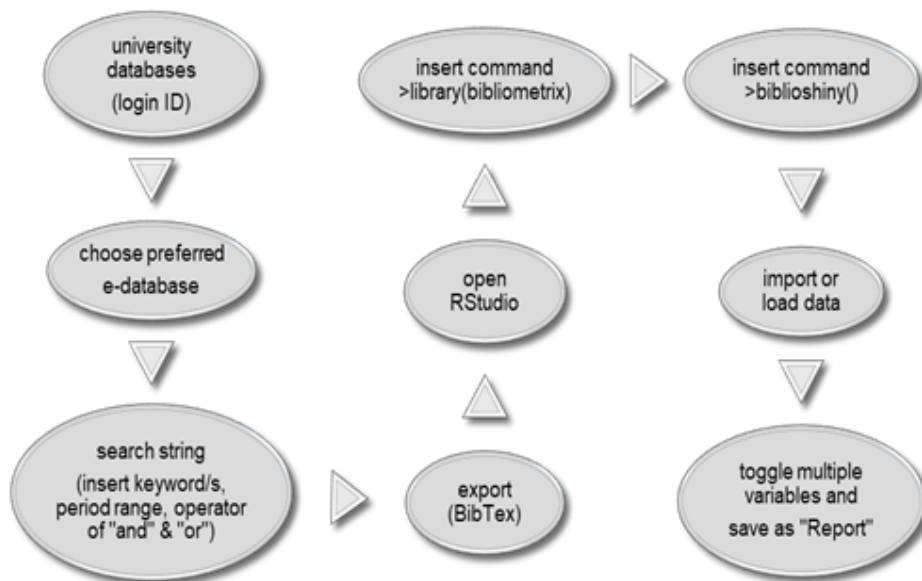 university
databases
(login ID)
choose preferred
e-database
search string
(insert keyword/s,
period range, operator
of "and" & "or")
export
(BibTex)
open
RStudio
insert command
>library(bibliometrix)
insert command
>biblioshiny()
import or
load data
toggle multiple
variables and
save as "Report"